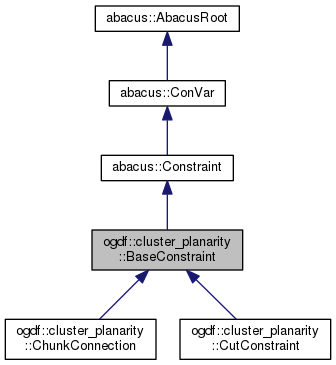 abacus::AbacusRoot
abacus::ConVar
abacus::Constraint
ogdf::cluster_planarity
::BaseConstraint
ogdf::cluster_planarity
::ChunkConnection
ogdf::cluster_planarity
::CutConstraint